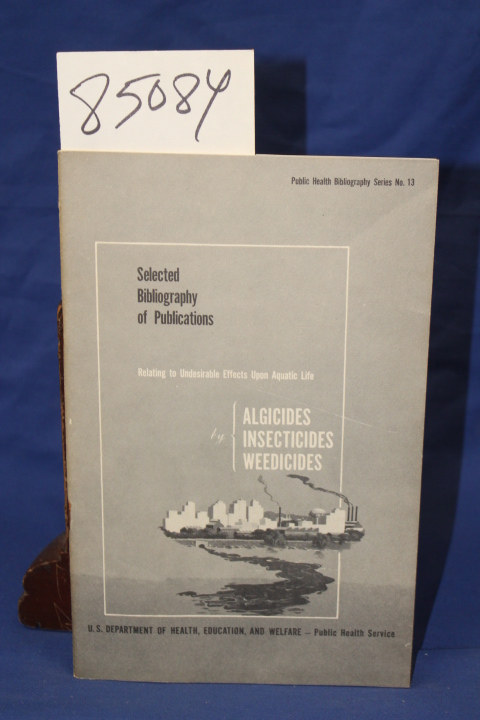 85084
Public Health Bibliography Series No. 13
Selected
Bibliography
of Publications
Relating to Undesirable Effects Upon Aquatic Life
by { ALGICIDES
INSECTICIDES
WEEDICIDES
U.S. DEPARTMENT OF HEALTH, EDUCATION, AND WELFARE — Public Health Service